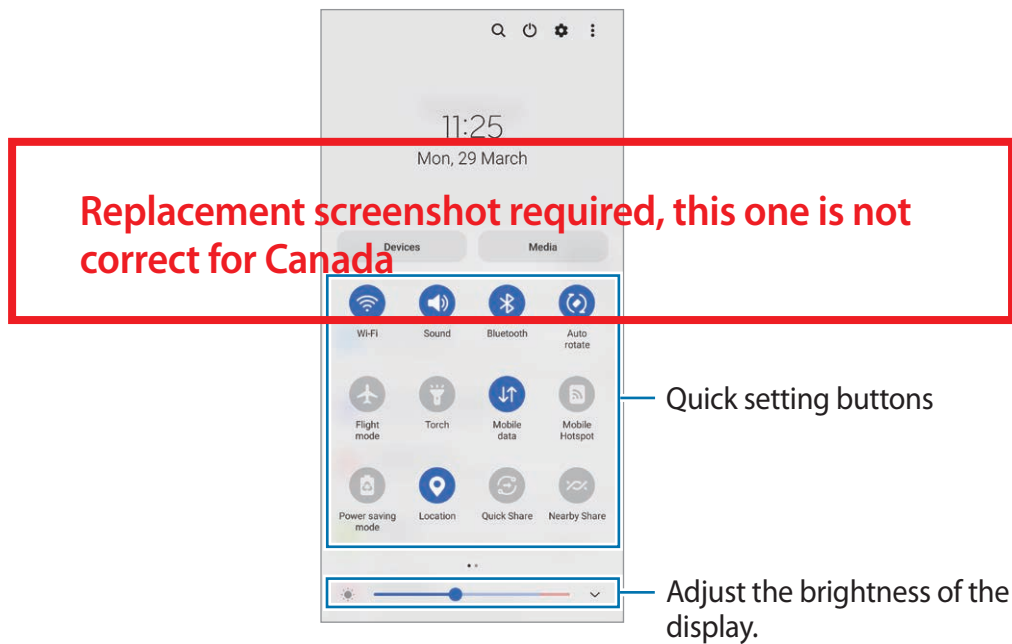 11:25
Mon, 29 March
Replacement screenshot required, this one is not
correct for Canada
Devices
Media
Wi-Fi
Sound
Bluetooth
Auto
rotate
Quick setting buttons
Flight
mode
Torch
Mobile
data
Mobile
Hotspot
Power saving
mode
Location
Quick Share
Nearby Share
Adjust the brightness of the
display.